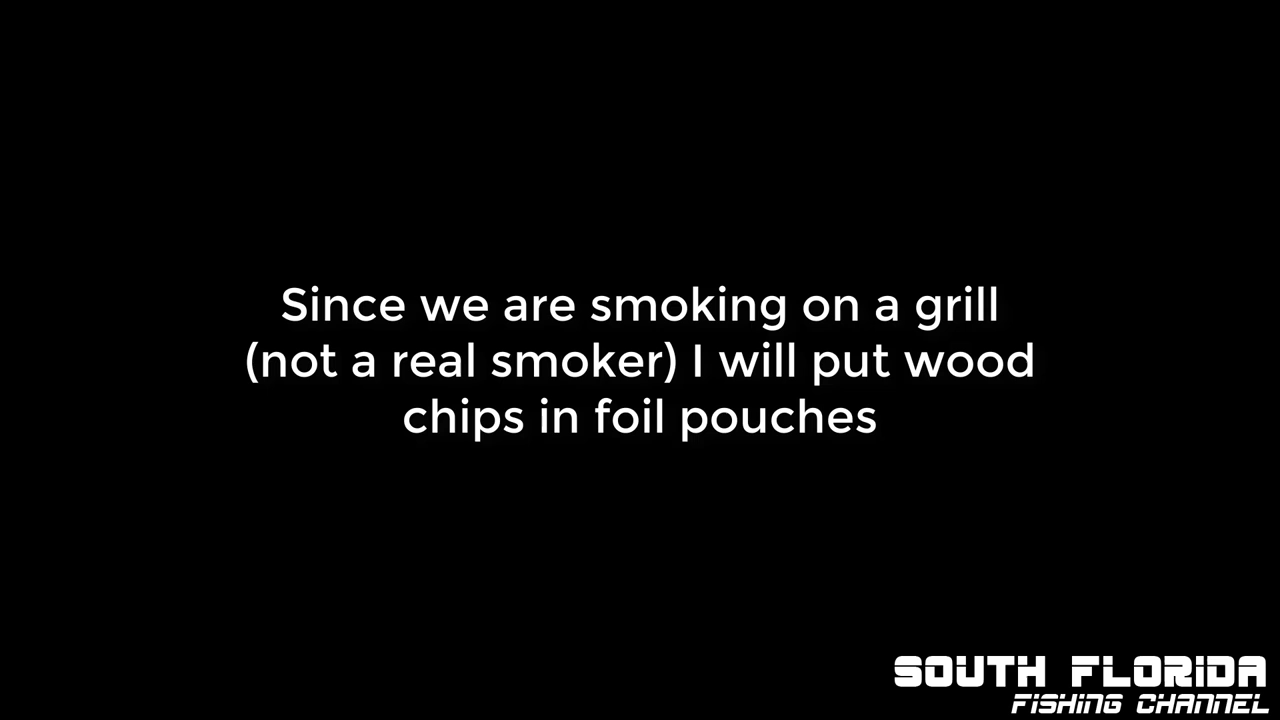 Since we are smoking on a grill
(not a real smoker) I will put wood
chips in foil pouches
SOUTH FLORIDA
FISHING CHANNEL